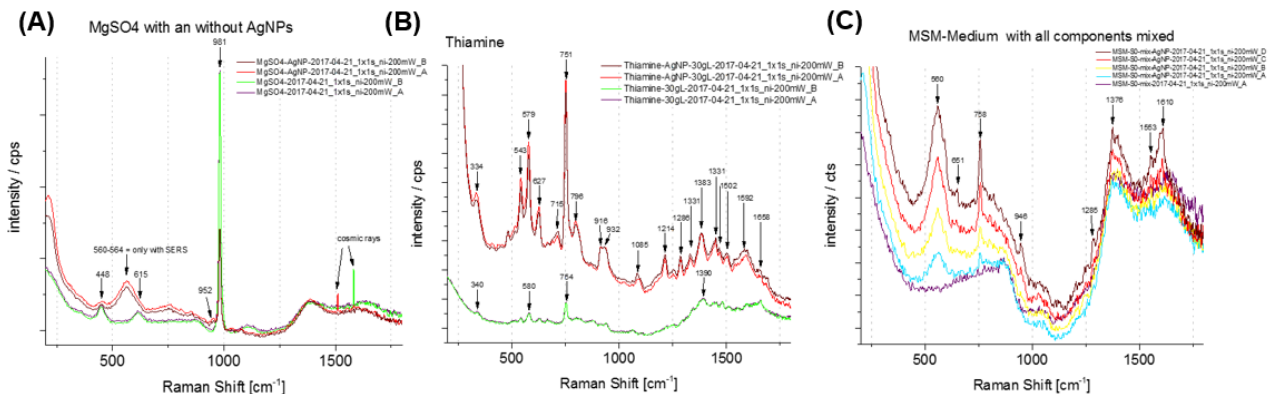 (A)
MgSO4 with an without AgNPs
981
MgSO4-AgNP-2017-04-21_1x1s_ni-200mW_B
MgSO4-AgNP-2017-04-21_1x1s_ni-200mW_A
MgSO4-2017-04-21_1x1s_ni-200mW_B
MgSO4-2017-04-21_1x1s_ni-200mW_A
560-564 = only with SERS
448
615
952
cosmic rays
intensity / cps
500
1000
1500
Raman Shift [cm-1]
(B)
Thiamine
751
Thiamine-AgNP-30gL-2017-04-21_1x1s_ni-200mW_B
Thiamine-AgNP-30gL-2017-04-21_1x1s_ni-200mW_A
Thiamine-30gL-2017-04-21_1x1s_ni-200mW_B
Thiamine-30gL-2017-04-21_1x1s_ni-200mW_A
334
543
579
627
715
796
916
932
1085
1214
1286
1331
1383
1331
1502
1592
1658
340
580
754
1390
intensity / cps
500
1000
1500
Raman Shift [cm-1]
(C)
MSM-Medium with all components mixed
MSM-S0-mix-AgNP-2017-04-21_1x1s_ni-200mW_D
MSM-S0-mix-AgNP-2017-04-21_1x1s_ni-200mW_C
MSM-S0-mix-AgNP-2017-04-21_1x1s_ni-200mW_B
MSM-S0-mix-AgNP-2017-04-21_1x1s_ni-200mW_A
MSM-S0-mix-2017-04-21_1x1s_ni-200mW_A
560
651
758
946
1285
1376
1553
1610
intensity / cts
500
1000
1500
Raman Shift [cm-1]